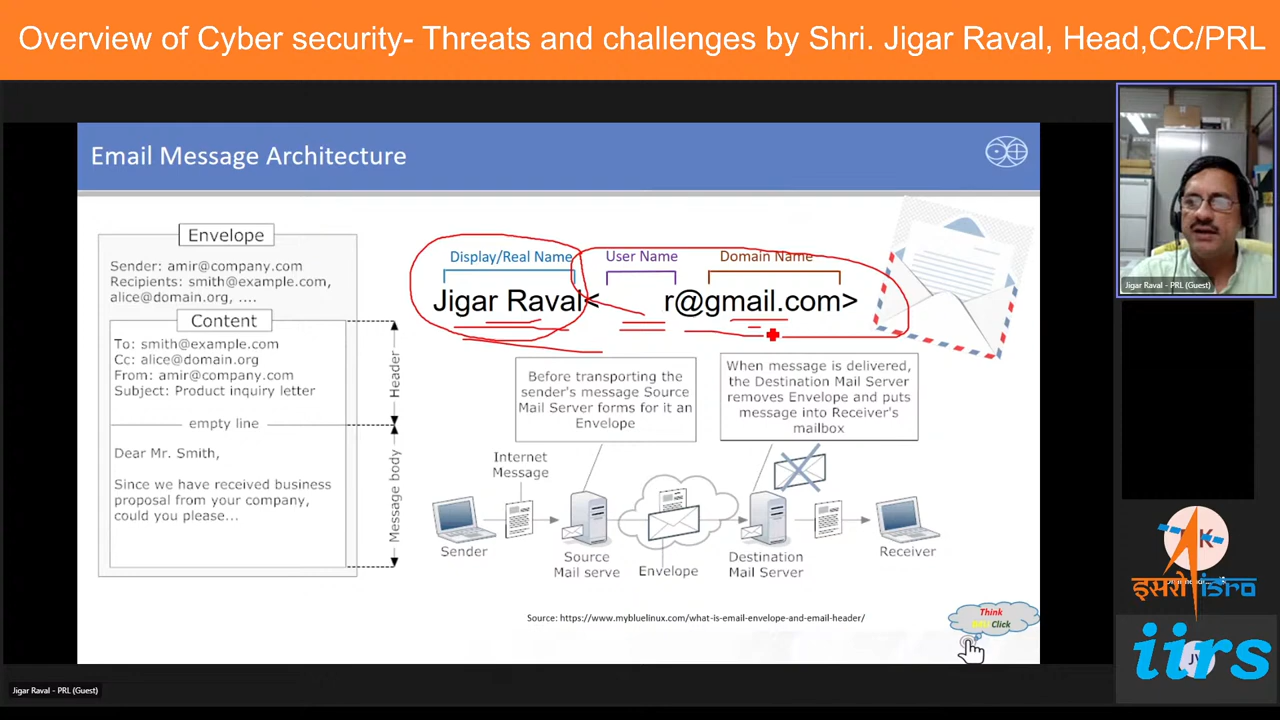 Overview of Cyber security- Threats and challenges by Shri. Jigar Raval, Head,CC/PRL
Email Message Architecture
Envelope
Sender: amir@company.com
Recipients: smith@example.com,
alice@domain.org, ....
Content
To: smith@example.com
Cc: alice@domain.org
From: amir@company.com
Subject: Product inquiry letter
empty line
Dear Mr. Smith,
Since we have received business
proposal from your company,
could you please...
Header
Message body
Display/Real Name
User Name
Domain Name
Jigar Raval< r@gmail.com>
Before transporting the
sender's message Source
Mail Server forms for it an
Envelope
When message is delivered,
the Destination Mail Server
removes Envelope and puts
message into Receiver's
mailbox
Internet
Message
Sender
Source
Mail serve
Envelope
Destination
Mail Server
Receiver
Source: https://www.mybluelinux.com/what-is-email-envelope-and-email-header/
Think
Click
Jigar Raval - PRL (Guest)
K
इसरो isro
iirs
JY
Jigar Raval - PRL (Guest)